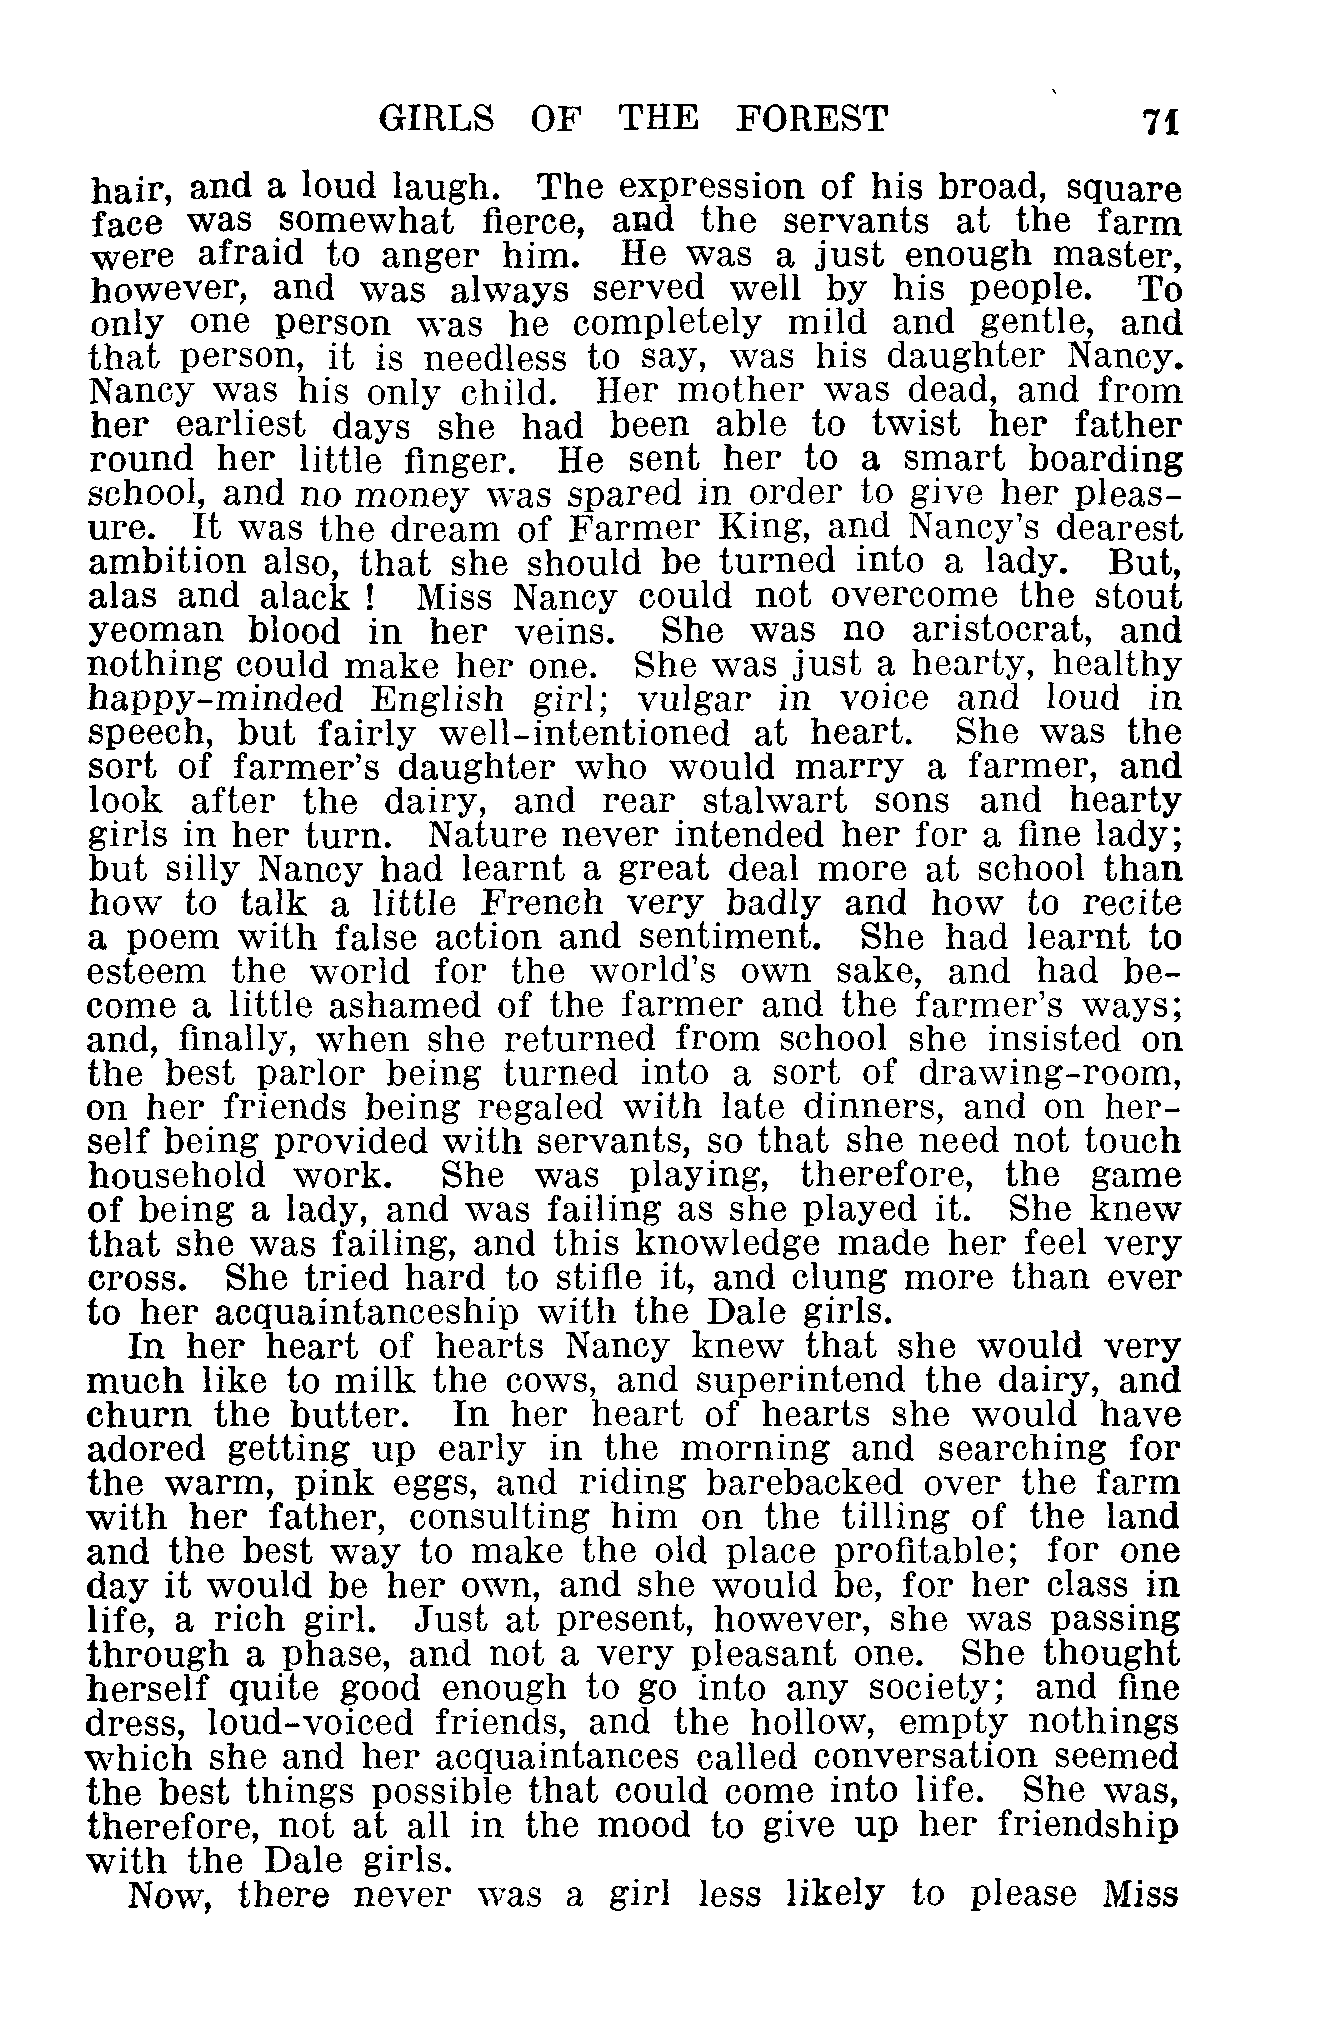 GIRLS OF THE FOREST 71
hair, and a loud laugh. The expression of his broad, square
face was somewhat fierce, and the servants at the farm
were afraid to anger him. He was a just enough master,
however, and was always served well by his people. To
only one person was he completely mild and gentle, and
that person, it is needless to say, was his daughter Nancy.
Nancy was his only child. Her mother was dead, and from
her earliest days she had been able to twist her father
round her little finger. He sent her to a smart boarding
school, and no money was spared in order to give her pleas-
ure. It was the dream of Farmer King, and Nancy's dearest
ambition also, that she should be turned into a lady. But,
alas and alack ! Miss Nancy could not overcome the stout
yeoman blood in her veins. She was no aristocrat, and
nothing could make her one. She was just a hearty, healthy
happy-minded English girl; vulgar in voice and loud in
speech, but fairly well-intentioned at heart. She was the
sort of farmer's daughter who would marry a farmer, and
look after the dairy, and rear stalwart sons and hearty
girls in her turn. Nature never intended her for a fine lady;
but silly Nancy had learnt a great deal more at school than
how to talk a little French very badly and how to recite
a poem with false action and sentiment. She had learnt to
esteem the world for the world's own sake, and had be-
come a little ashamed of the farmer and the farmer's ways;
and, finally, when she returned from school she insisted on
the best parlor being turned into a sort of drawing-room,
on her friends being regaled with late dinners, and on her-
self being provided with servants, so that she need not touch
household work. She was playing, therefore, the game
of being a lady, and was failing as she played it. She knew
that she was failing, and this knowledge made her feel very
cross. She tried hard to stifle it, and clung more than ever
to her acquaintanceship with the Dale girls.
In her heart of hearts Nancy knew that she would very
much like to milk the cows, and superintend the dairy, and
churn the butter. In her heart of hearts she would have
adored getting up early in the morning and searching for
the warm, pink eggs, and riding barebacked over the farm
with her father, consulting him on the tilling of the land
and the best way to make the old place profitable; for one
day it would be her own, and she would be, for her class in
life, a rich girl. Just at present, however, she was passing
through a phase, and not a very pleasant one. She thought
herself quite good enough to go into any society; and fine
dress, loud-voiced friends, and the hollow, empty nothings
which she and her acquaintances called conversation seemed
the best things possible that could come into life. She was,
therefore, not at all in the mood to give up her friendship
with the Dale girls.
Now, there never was a girl less likely to please Miss